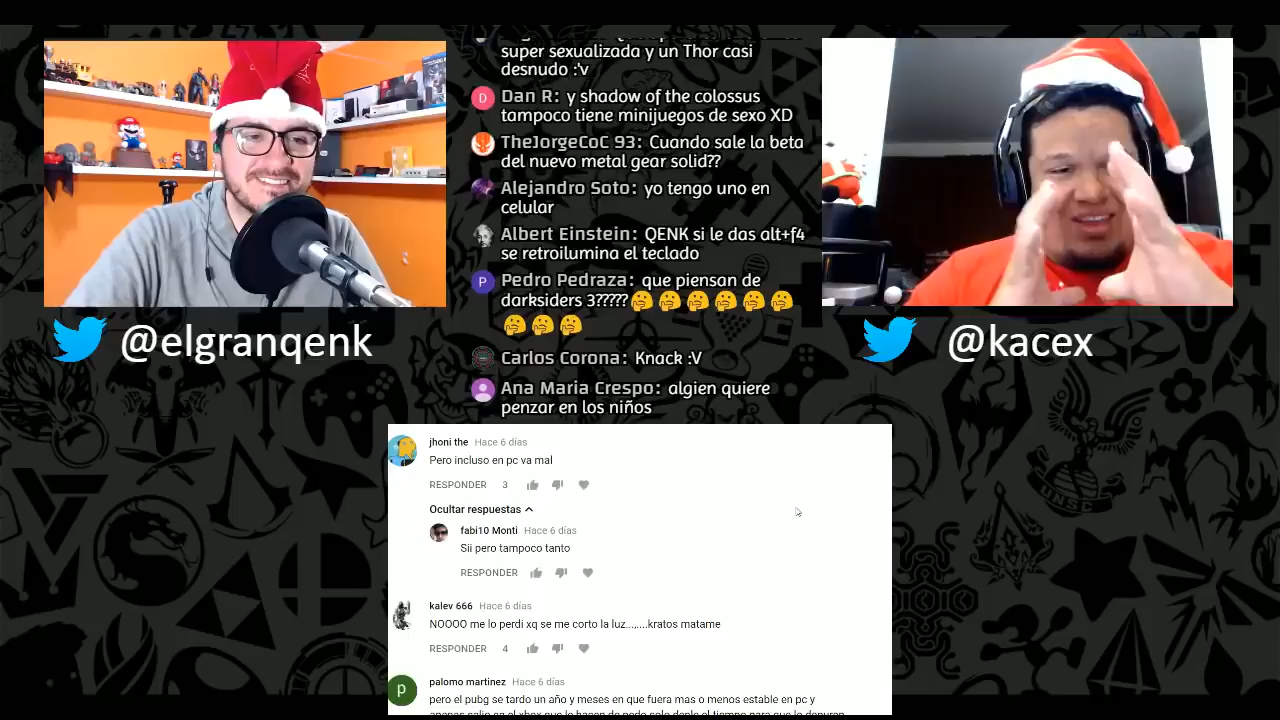 super sexualizada y un Thor casi
desnudo :'v
Dan R: y shadow of the colossus
tampoco tiene minijuegos de sexo XD
TheJorgeCoC 93: Cuando sale la beta
del nuevo metal gear solid??
Alejandro Soto: yo tengo uno en
celular
Albert Einstein: QENK si le das alt+f4
se retroilumina el teclado
Pedro Pedraza: que piensan de
darksiders 3?????🤔🤔🤔🤔🤔🤔
🤔🤔🤔
Carlos Corona: Knack :V
Ana Maria Crespo: algien quiere
penzar en los niños
@elgranqenk
@kacex
jhoni the Hace 6 días
Pero incluso en pc va mal
RESPONDER 3
Ocultar respuestas
fabi10 Monti Hace 6 días
Sii pero tampoco tanto
RESPONDER
kalev 666 Hace 6 días
NOOOO me lo perdi xq se me corto la luz...,....kratos matame
RESPONDER 4
palomo martinez Hace 6 días
pero el pubg se tardo un año y meses en que fuera mas o menos estable en pc y
UNSC
D
P
p